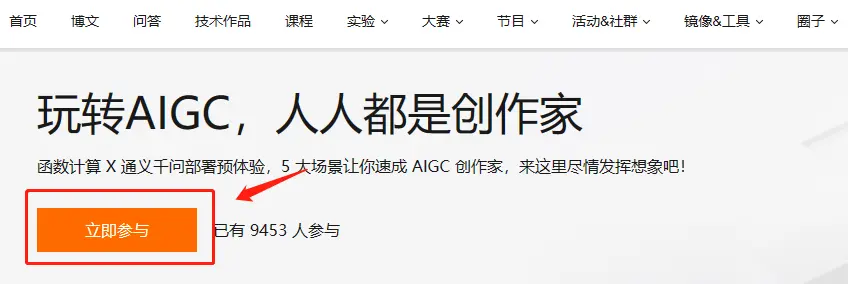 首页 博文 问答 技术作品 课程 实验 大赛 节目 活动&社群 镜像&工具 圈子
玩转AIGC，人人都是创作家
函数计算 X 通义千问部署预体验，5 大场景让你速成 AIGC 创作家，来这里尽情发挥想象吧！
立即参与 已有 9453 人参与